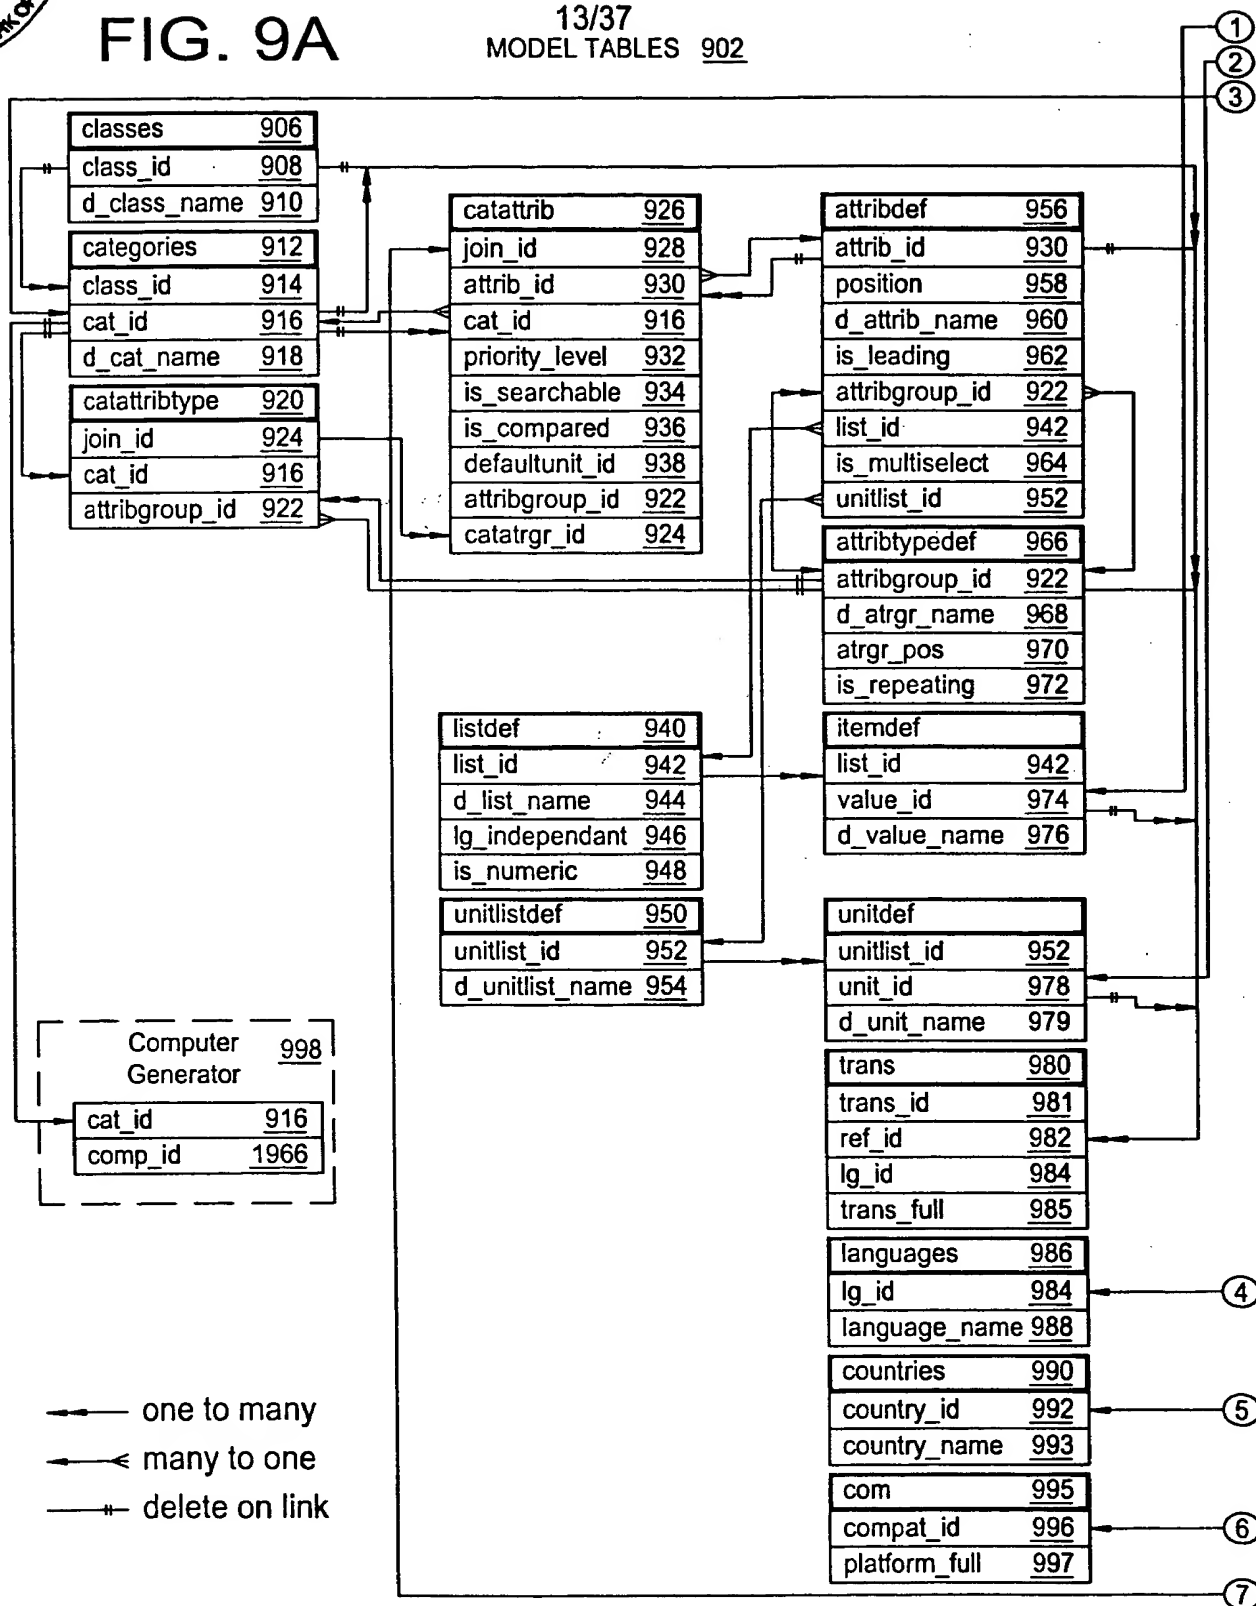 FIG. 9A
13/37
MODEL TABLES 902
1
2
3
classes 906
class_id 908
d_class_name 910
categories 912
class_id 914
cat_id 916
d_cat_name 918
catattribtype 920
join_id 924
cat_id 916
attribgroup_id 922
catattrib 926
join_id 928
attrib_id 930
cat_id 916
priority_level 932
is_searchable 934
is_compared 936
defaultunit_id 938
attribgroup_id 922
catatrgr_id 924
attribdef 956
attrib_id 930
position 958
d_attrib_name 960
is_leading 962
attribgroup_id 922
list_id 942
is_multiselect 964
unitlist_id 952
attribtypedef 966
attribgroup_id 922
d_atrgr_name 968
atrgr_pos 970
is_repeating 972
listdef 940
list_id 942
d_list_name 944
lg_independant 946
is_numeric 948
unitlistdef 950
unitlist_id 952
d_unitlist_name 954
itemdef
list_id 942
value_id 974
d_value_name 976
unitdef
unitlist_id 952
unit_id 978
d_unit_name 979
trans 980
trans_id 981
ref_id 982
lg_id 984
trans_full 985
languages 986
lg_id 984
language_name 988
countries 990
country_id 992
country_name 993
com 995
compat_id 996
platform_full 997
4
5
6
7
Computer 998
Generator
cat_id 916
comp_id 1966
one to many
many to one
delete on link